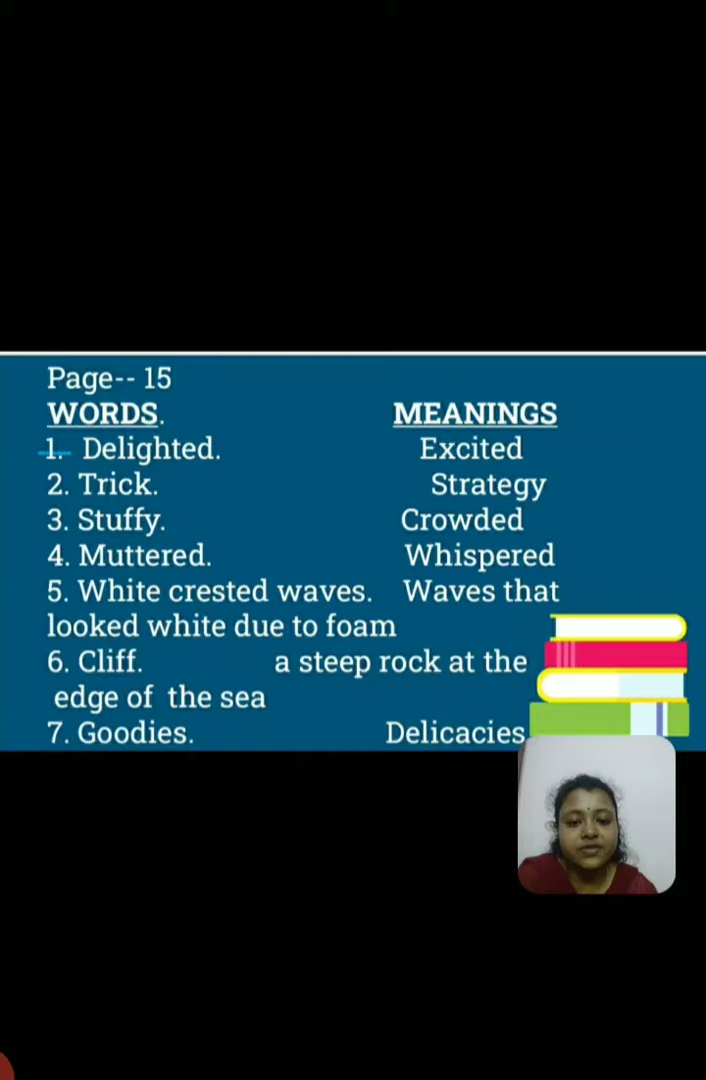 Page-- 15
WORDS. MEANINGS
1. Delighted. Excited
2. Trick. Strategy
3. Stuffy. Crowded
4. Muttered. Whispered
5. White crested waves. Waves that
looked white due to foam
6. Cliff. a steep rock at the
edge of the sea
7. Goodies. Delicacies